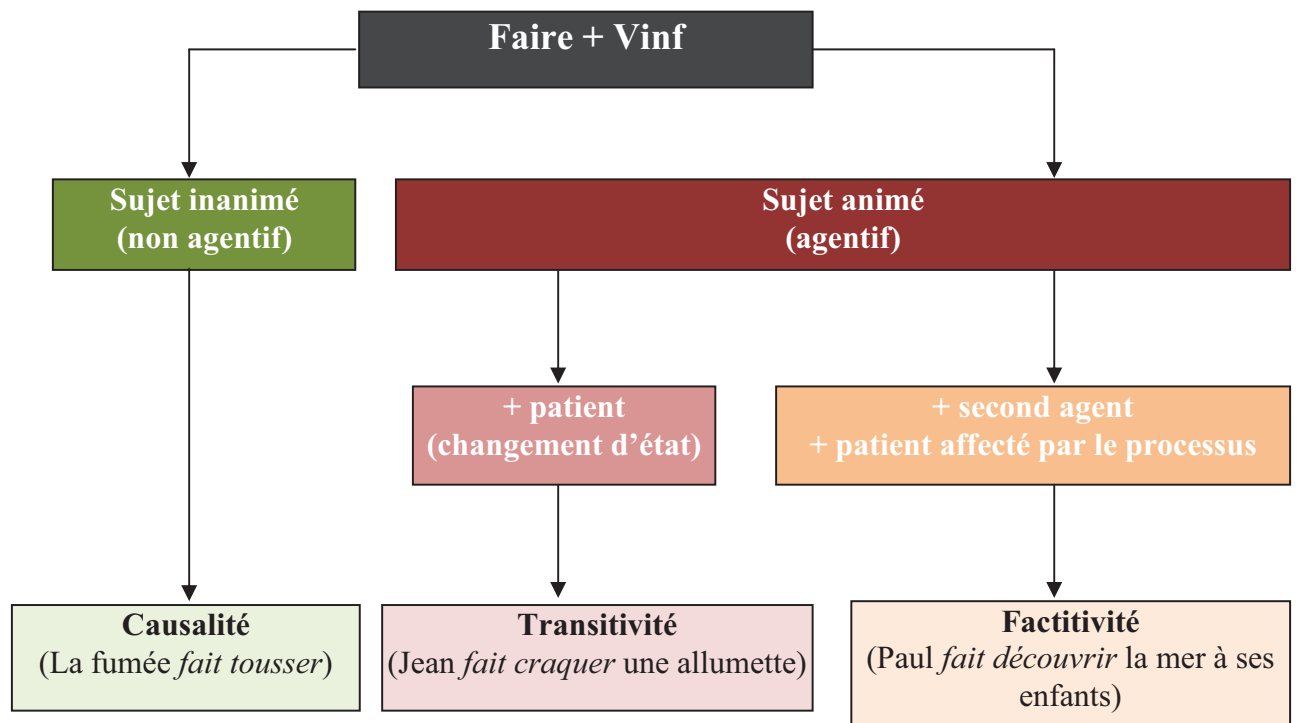 Faire + Vinf
Sujet inanimé
(non agentif)
Sujet animé
(agentif)
+ patient
(changement d’état)
+ second agent
+ patient affecté par le processus
Causalité
(La fumée fait tousser)
Transitivité
(Jean fait craquer une allumette)
Factitivité
(Paul fait découvrir la mer à ses
enfants)